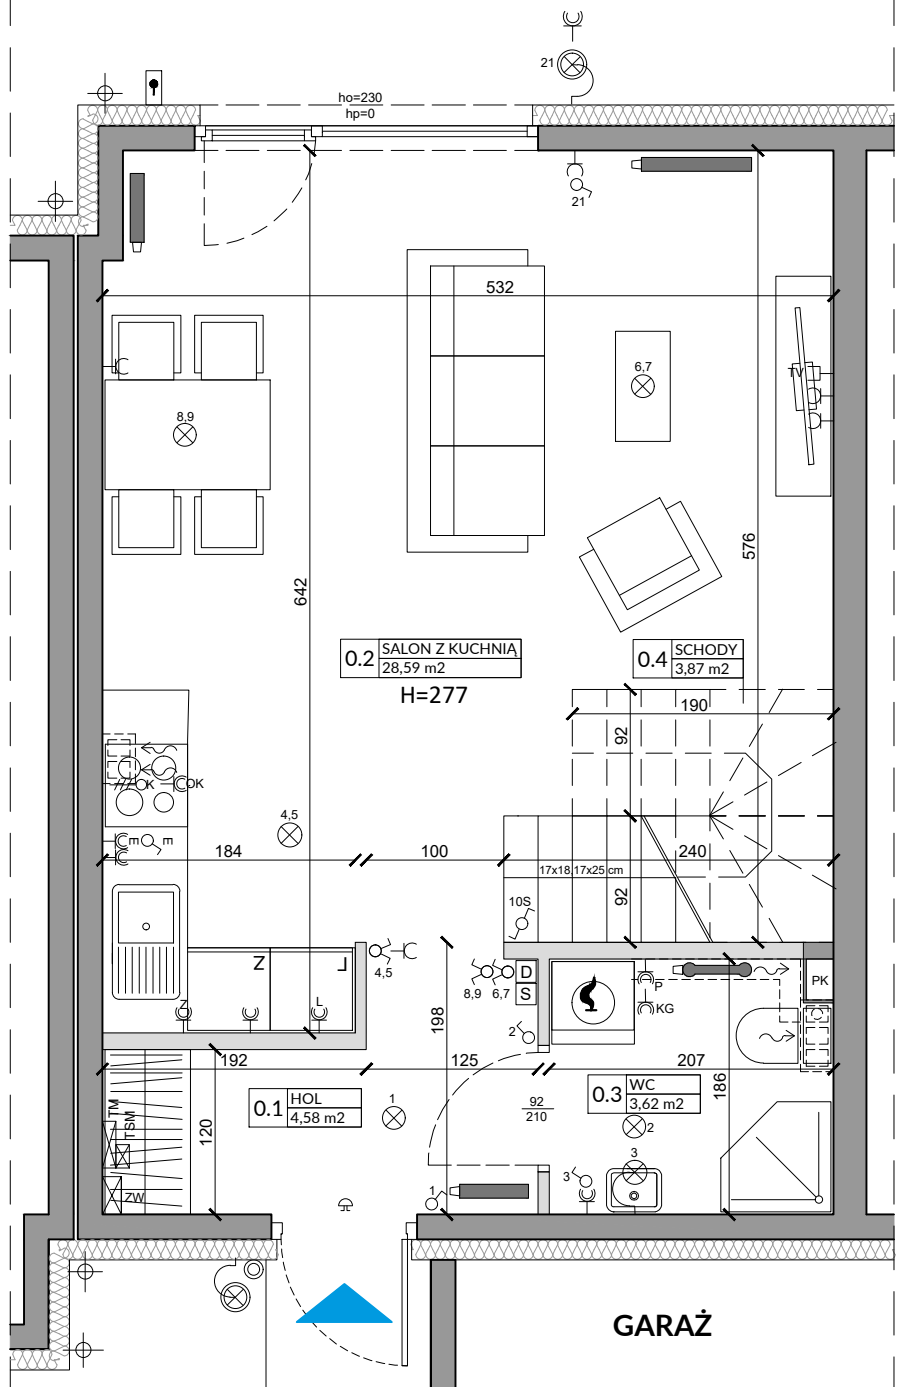 21
ho=230
hp=0
21
532
6,7
TV
8,9
576
642
0.2 SALON Z KUCHNIĄ
28,59 m2
H=277
0.4 SCHODY
3,87 m2
190
92
K
OK
4,5
E
E
184
100
240
17x18,17x25 cm
92
10S
Z
L
4,5
8,9
6,7
D
S
P
KG
PK
Z
L
198
2
192
125
207
186
0.1 HOL
4,58 m2
1
92
210
0.3 WC
3,62 m2
2
TM
TSM
120
3
3
ZW
1
GARAŻ